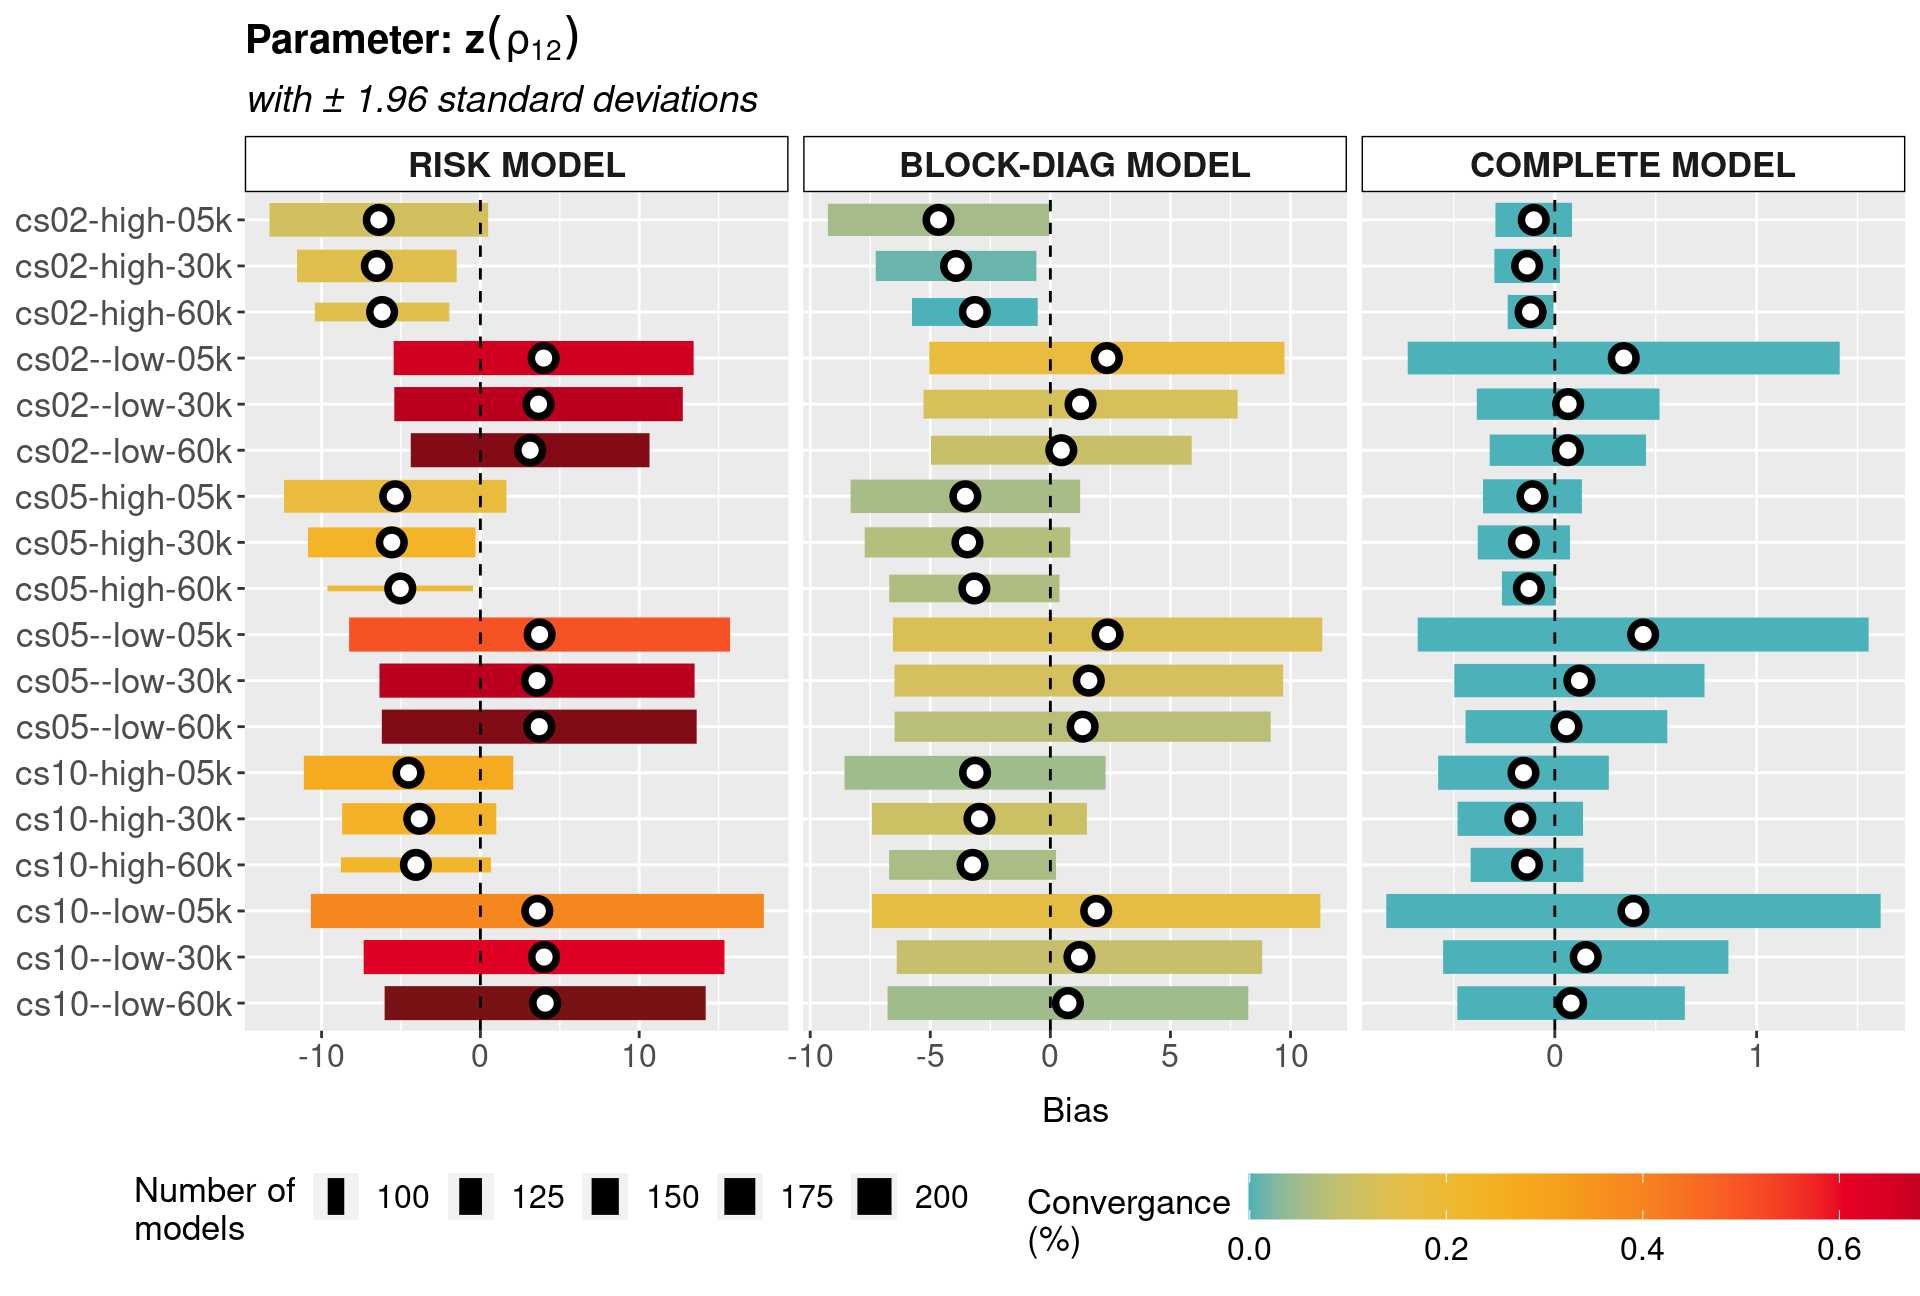 Parameter: z(ρ12)
with ± 1.96 standard deviations
RISK MODEL BLOCK-DIAG MODEL COMPLETE MODEL
cs02-high-05k
cs02-high-30k
cs02-high-60k
cs02--low-05k
cs02--low-30k
cs02--low-60k
cs05-high-05k
cs05-high-30k
cs05-high-60k
cs05--low-05k
cs05--low-30k
cs05--low-60k
cs10-high-05k
cs10-high-30k
cs10-high-60k
cs10--low-05k
cs10--low-30k
cs10--low-60k
-10 0 10 -10 -5 0 5 10 0 1
Bias
Number of models 100 125 150 175 200
Convergance (%) 0.0 0.2 0.4 0.6